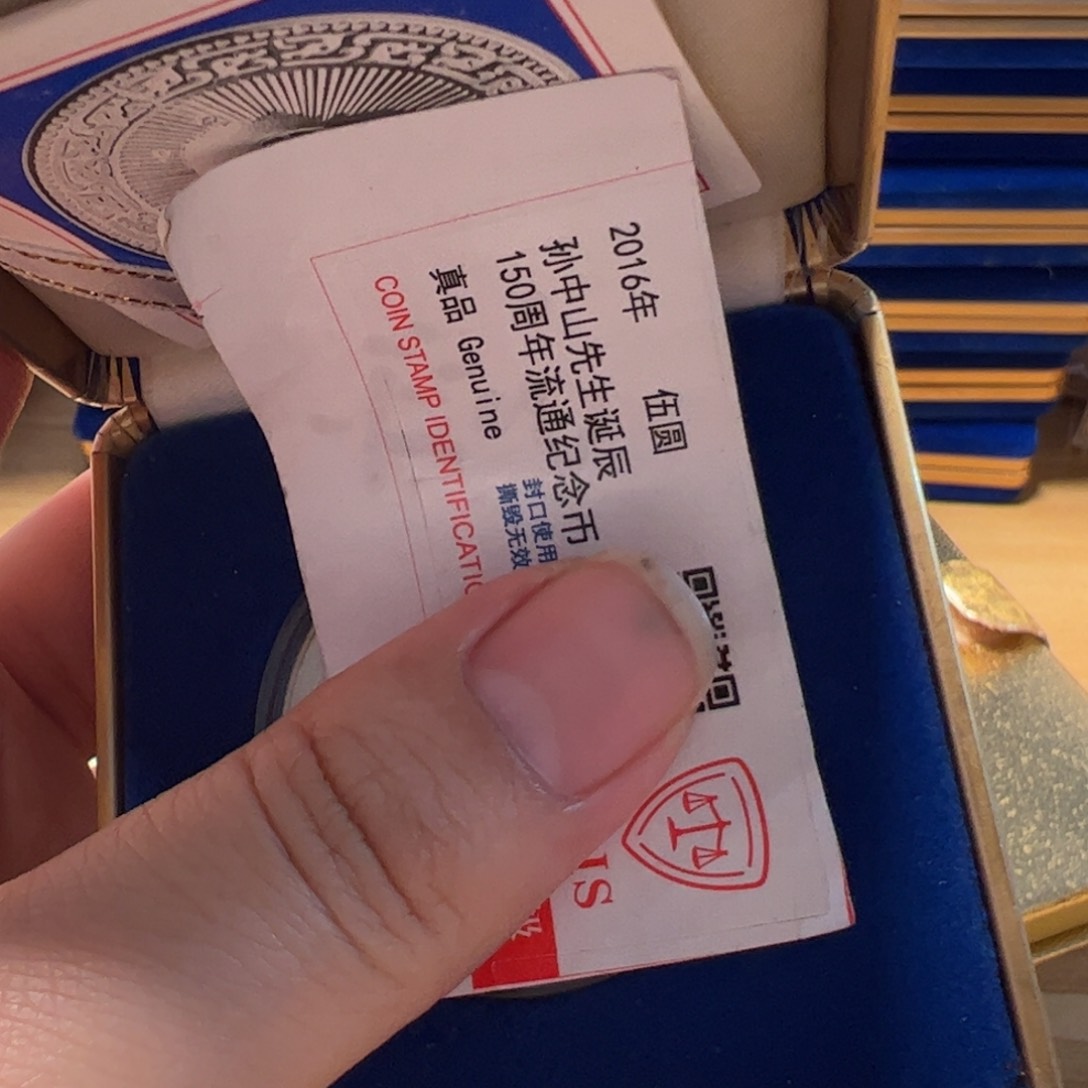 2016年 伍圆
孙中山先生诞辰
150周年流通纪念币
真品 Genuine
封口使用
撕毁无效
COIN STAMP IDENTIFICATIO
IS